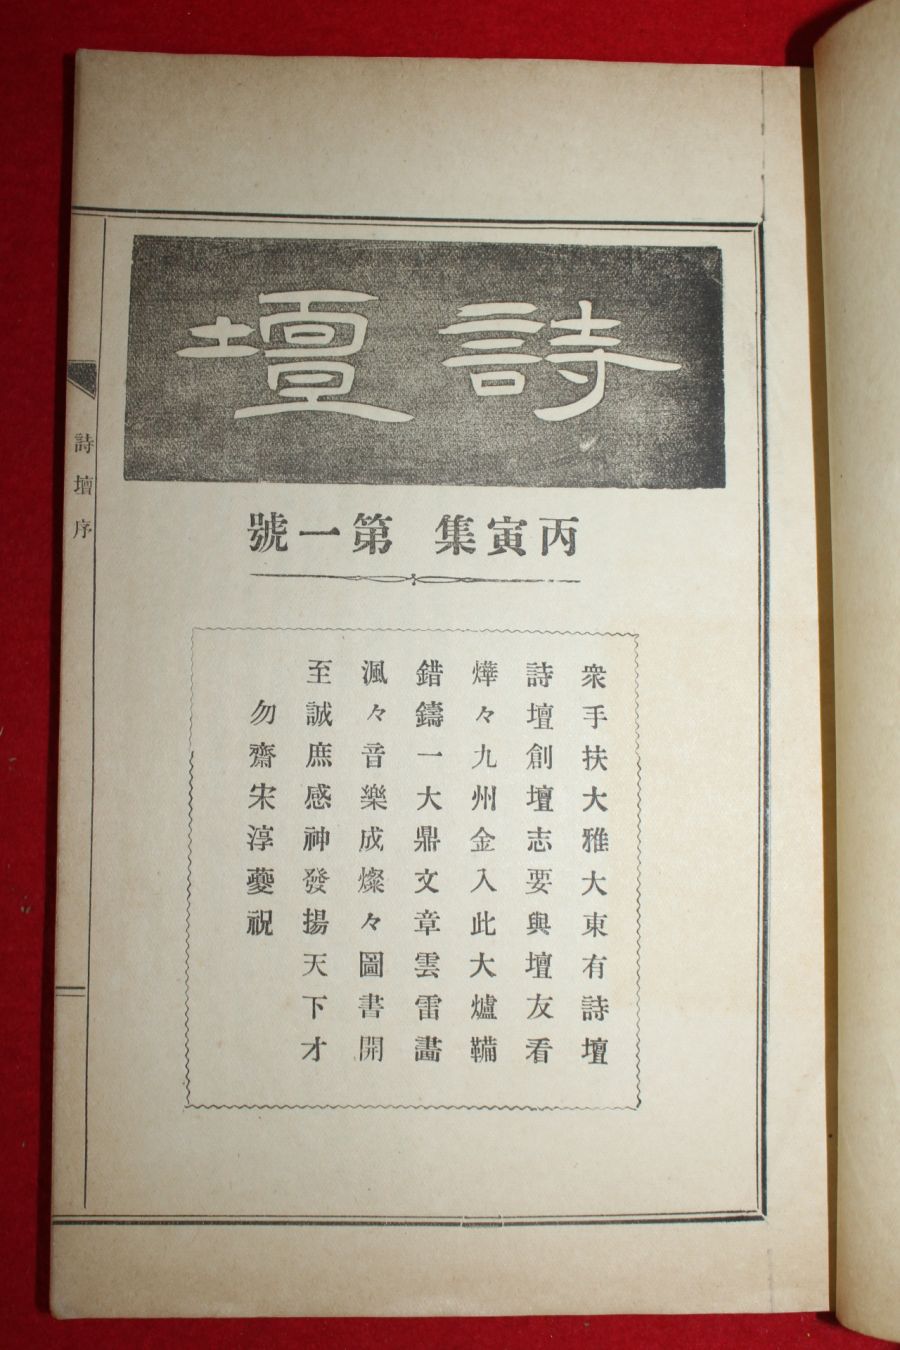 詩壇
丙寅集 第一號
衆手扶大雅大東有詩壇
詩壇創壇志要與壇友看
燁々九州金入此大爐鞴
錯鑄一大鼎文章雲雷畵
渢々音樂成燦々圖書開
至誠庶感神發揚天下才
勿齋宋淳夔祝
詩壇序